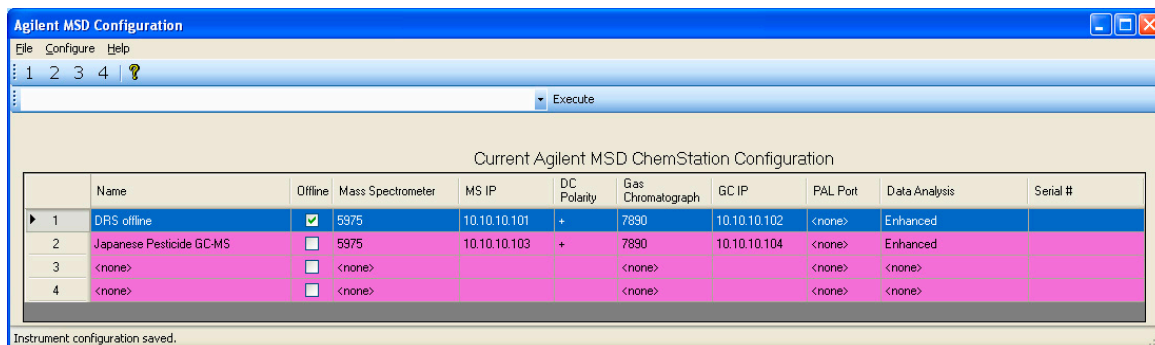 Agilent MSD Configuration
File Configure Help
1 2 3 4 ?
Execute
Current Agilent MSD ChemStation Configuration
Name Offline Mass Spectrometer MS IP DC Polarity Gas Chromatograph GC IP PAL Port Data Analysis Serial #
1 DRS offline 5975 10.10.10.101 + 7890 10.10.10.102 <none> Enhanced
2 Japanese Pesticide GC-MS 5975 10.10.10.103 + 7890 10.10.10.104 <none> Enhanced
3 <none> <none> <none> <none> <none>
4 <none> <none> <none> <none> <none>
Instrument configuration saved.